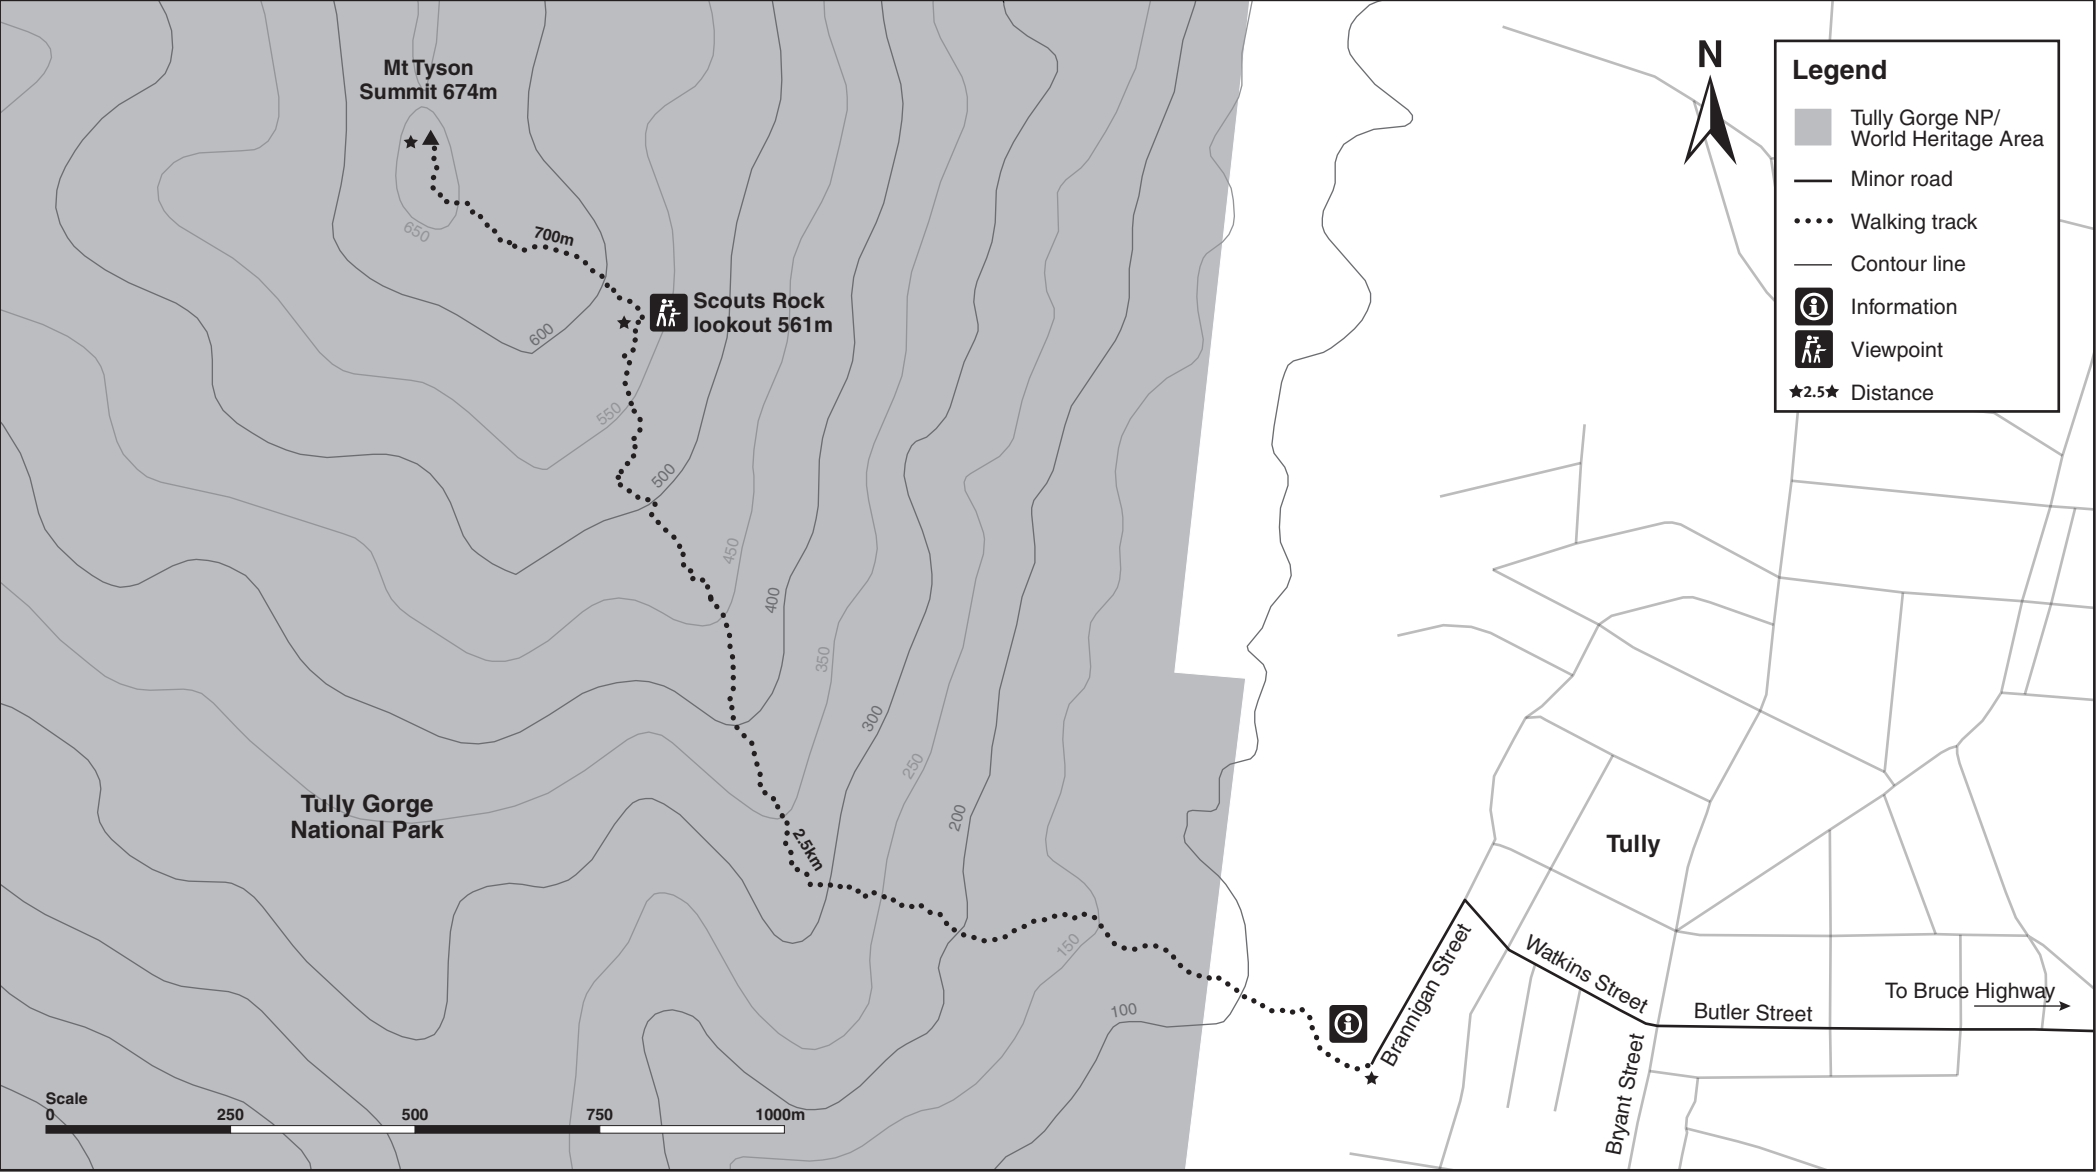 Mt Tyson
Summit 674m
650
700m
Scouts Rock
lookout 561m
600
550
500
450
400
350
300
250
200
150
100
2.5km
Tully Gorge
National Park
Scale
0 250 500 750 1000m
N
Legend
Tully Gorge NP/
World Heritage Area
Minor road
Walking track
Contour line
Information
Viewpoint
★2.5★ Distance
Tully
Brannigan Street
Watkins Street
Butler Street
Bryant Street
To Bruce Highway